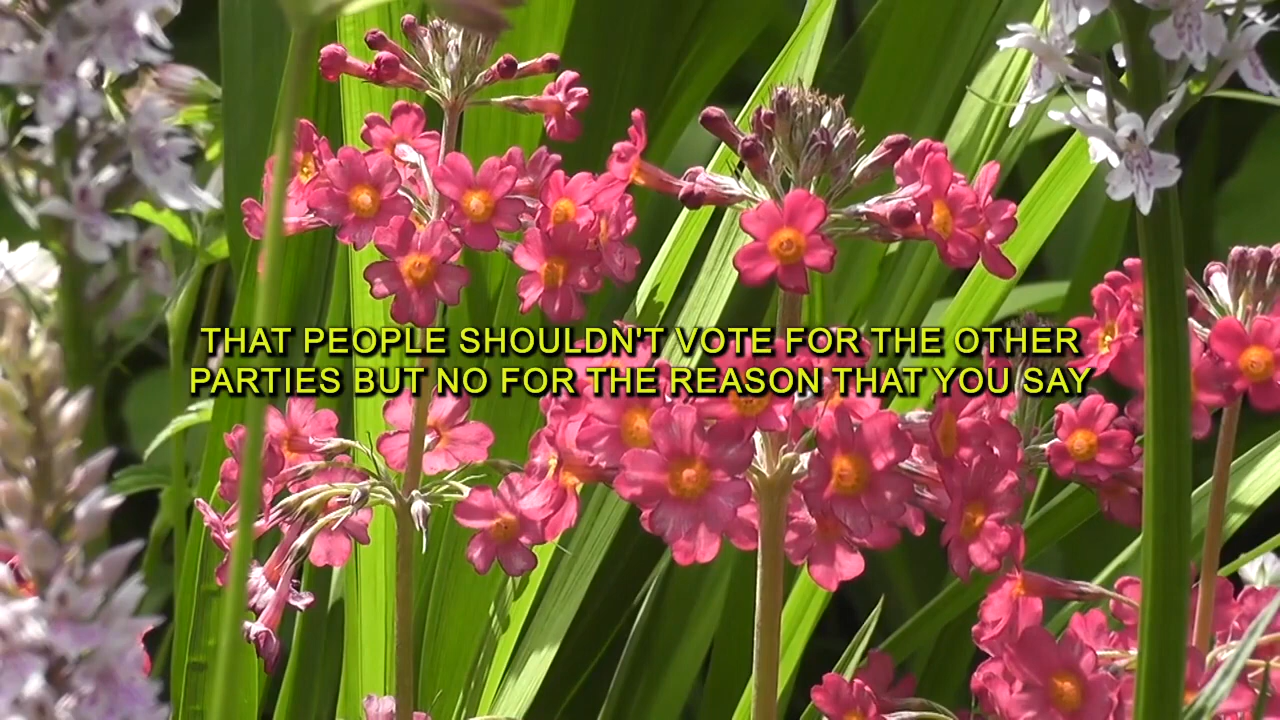 THAT PEOPLE SHOULDN'T VOTE FOR THE OTHER
PARTIES BUT NO FOR THE REASON THAT YOU SAY